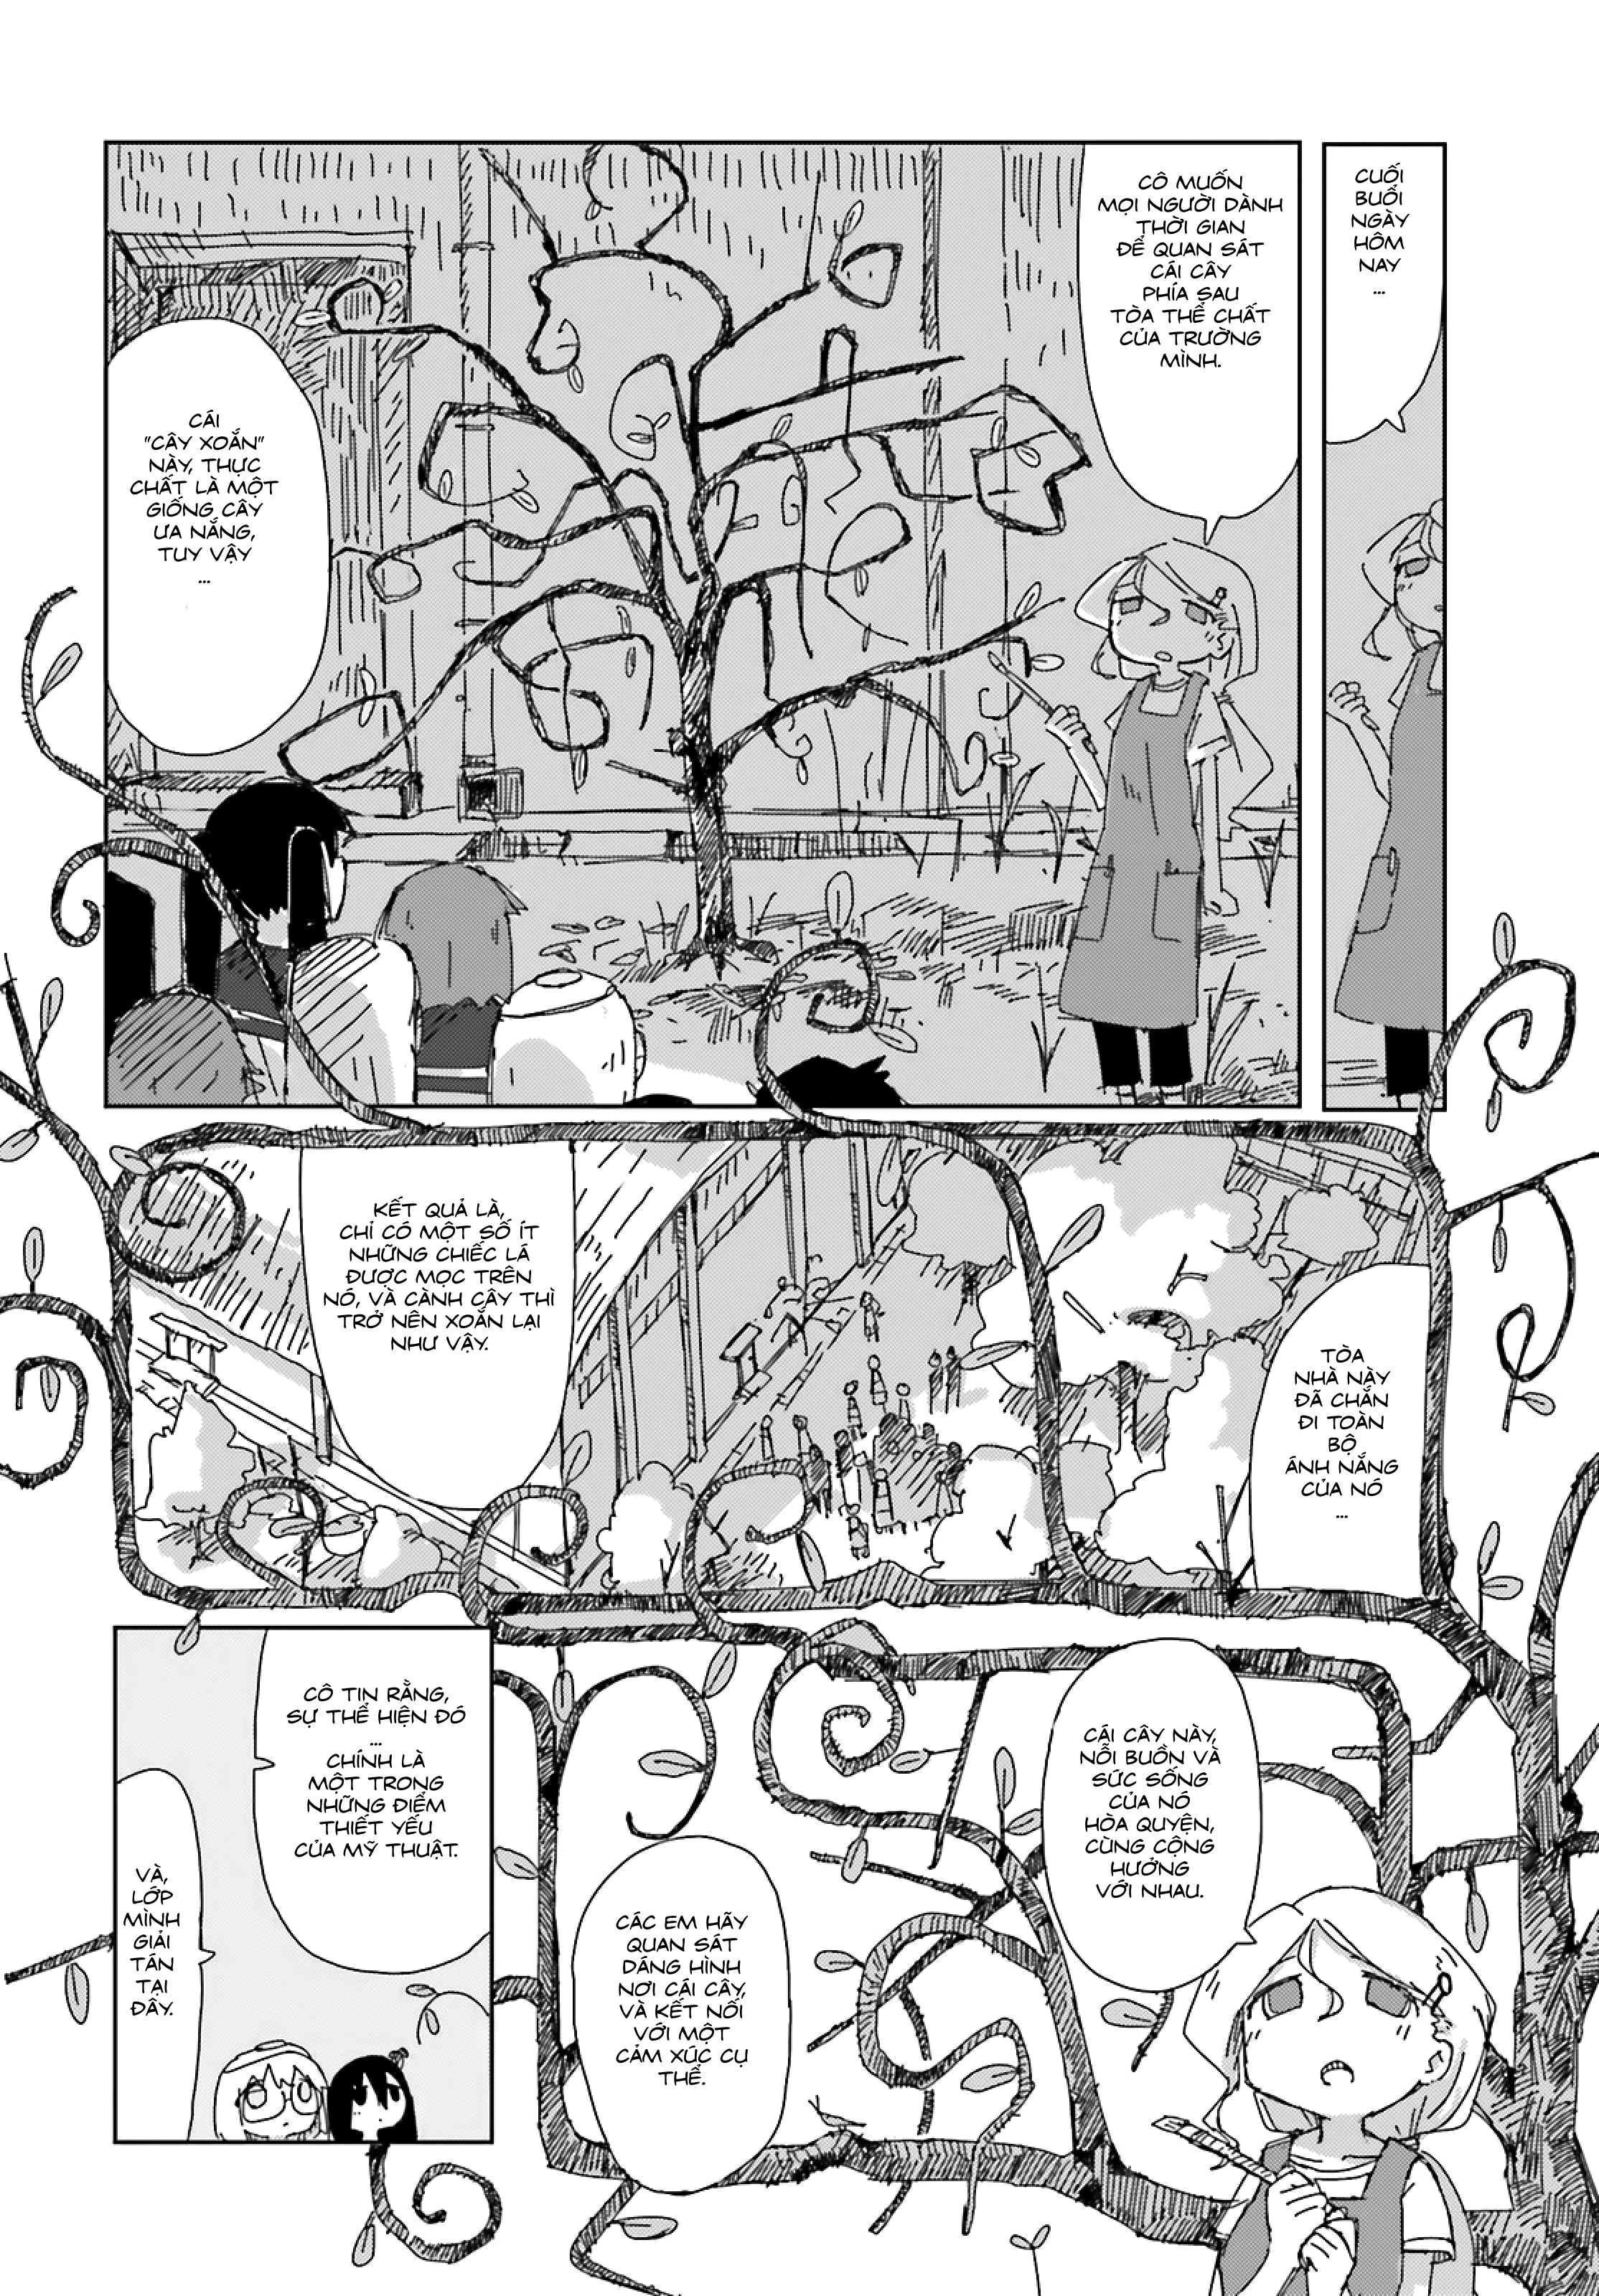 CUỐI
BUỔI
NGÀY
HÔM
NAY
...
CÔ MUỐN
MỌI NGƯỜI DÀNH
THỜI GIAN
ĐỂ QUAN SÁT
CÁI CÂY
PHÍA SAU
TÒA THỂ CHẤT
CỦA TRƯỜNG
MÌNH.
CÁI
"CÂY XOẮN"
NÀY, THỰC
CHẤT LÀ MỘT
GIỐNG CÂY
ƯA NẮNG,
TUY VẬY
...
TÒA
NHÀ NÀY
ĐÃ CHẮN
ĐI TOÀN
BỘ
ÁNH NẮNG
CỦA NÓ
...
KẾT QUẢ LÀ,
CHỈ CÓ MỘT SỐ ÍT
NHỮNG CHIẾC LÁ
ĐƯỢC MỌC TRÊN
NÓ, VÀ CÀNH CÂY THÌ
TRỞ NÊN XOẮN LẠI
NHƯ VẬY.
CÁI CÂY NÀY,
NỖI BUỒN VÀ
SỨC SỐNG
CỦA NÓ
HÒA QUYỆN,
CÙNG CỘNG
HƯỞNG
VỚI NHAU.
CÁC EM HÃY
QUAN SÁT
DÁNG HÌNH
NƠI CÁI CÂY,
VÀ KẾT NỐI
VỚI MỘT
CẢM XÚC CỤ
THỂ.
CÔ TIN RẰNG,
SỰ THỂ HIỆN ĐÓ
...
CHÍNH LÀ
MỘT TRONG
NHỮNG ĐIỂM
THIẾT YẾU
CỦA MỸ THUẬT.
VÀ,
LỚP
MÌNH
GIẢI
TÁN
TẠI
ĐÂY.